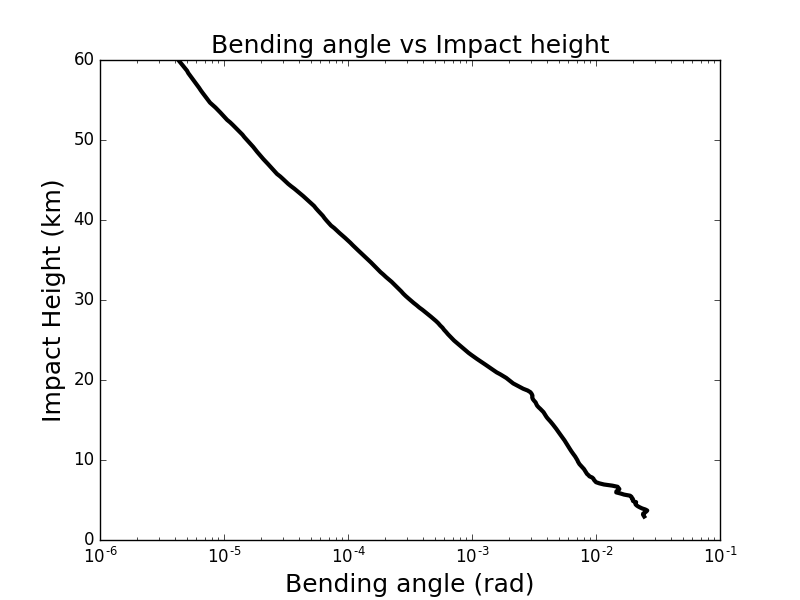 Bending angle vs Impact height
60
50
40
30
20
10
0
Impact Height (km)
10^-6 10^-5 10^-4 10^-3 10^-2 10^-1
Bending angle (rad)